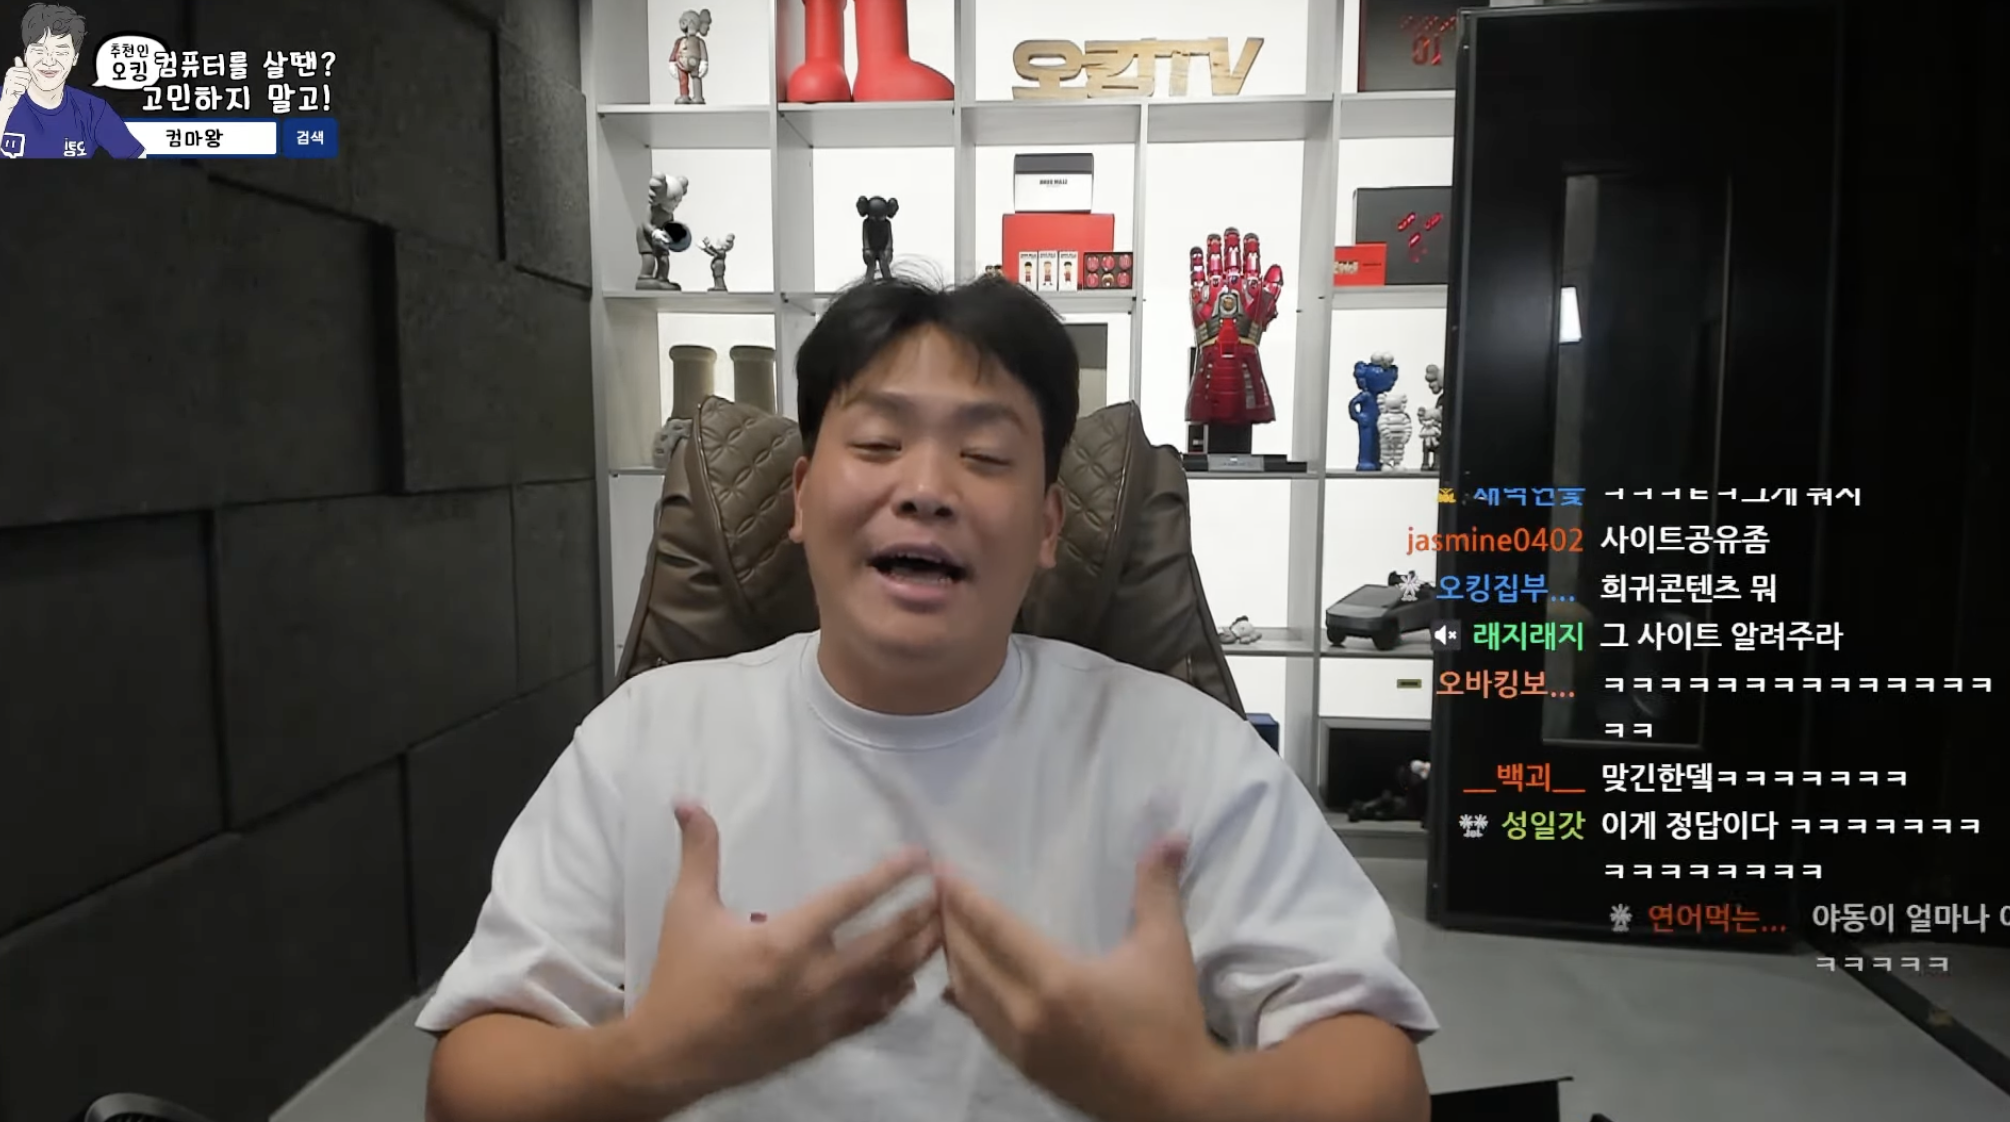 추천인
오킹
컴퓨터를 살땐?
고민하지 말고!
컴마왕 검색
오킹
오킹TV
jasmine0402 사이트공유좀
오킹집부... 희귀콘텐츠 뭐
래지래지 그 사이트 알려주라
오바킹보... ㅋㅋㅋㅋㅋㅋㅋㅋㅋㅋㅋㅋㅋㅋ
ㅋㅋ
__백괴__ 맞긴한뎈ㅋㅋㅋㅋㅋㅋㅋ
성일갓 이게 정답이다 ㅋㅋㅋㅋㅋㅋㅋ
ㅋㅋㅋㅋㅋㅋㅋㅋ
연어먹는... 야동이 얼마나
ㅋㅋㅋㅋㅋ